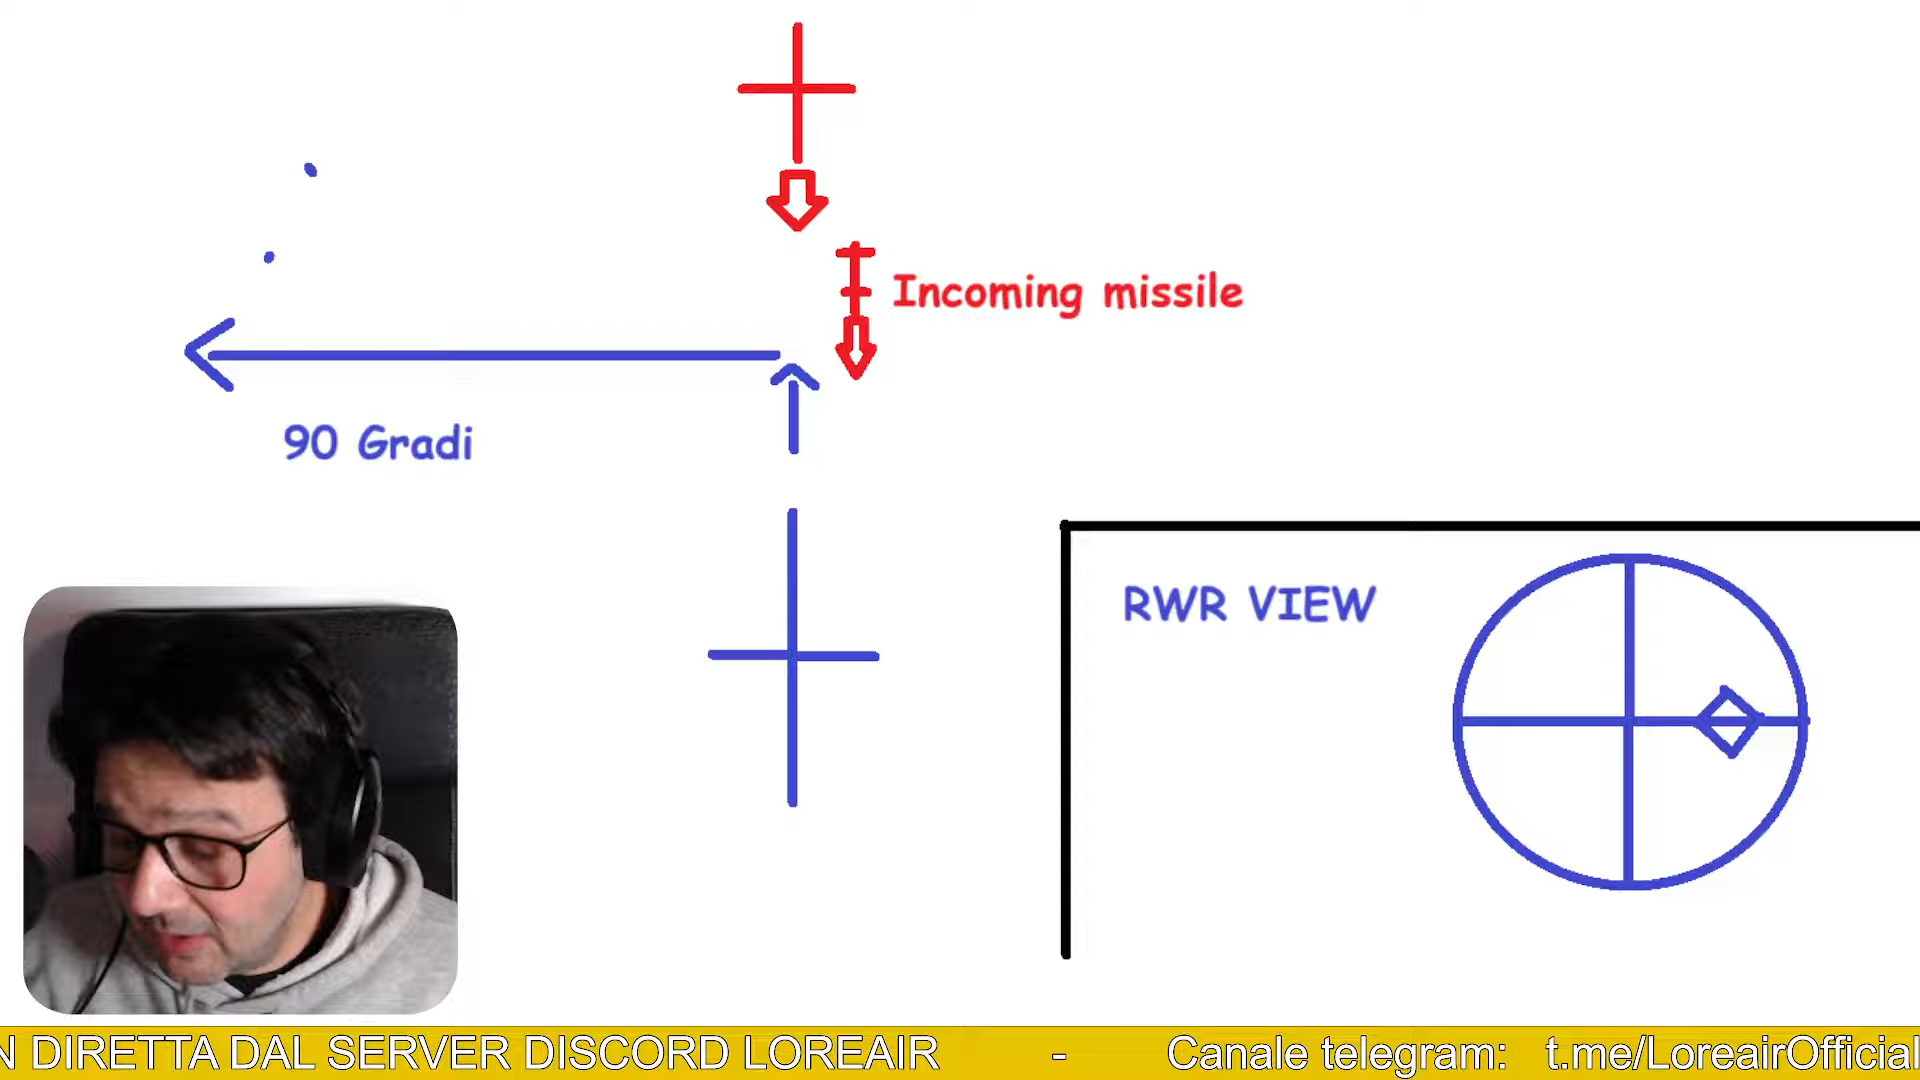 Incoming missile
90 Gradi
RWR VIEW
N DIRETTA DAL SERVER DISCORD LOREAIR - Canale telegram: t.me/LoreairOfficial